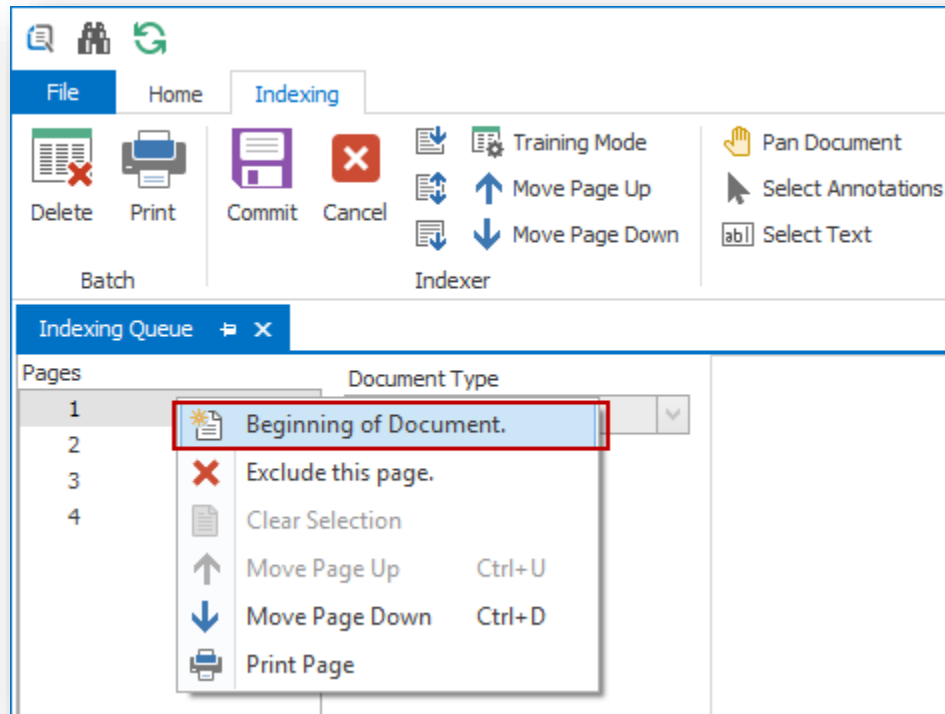 File Home Indexing
Training Mode Pan Document
Move Page Up Select Annotations
Delete Print Commit Cancel
Move Page Down ab Select Text
Batch Indexer
Indexing Queue
Pages Document Type
1 Beginning of Document.
2
3 Exclude this page.
4 Clear Selection
Move Page Up Ctrl+U
Move Page Down Ctrl+D
Print Page